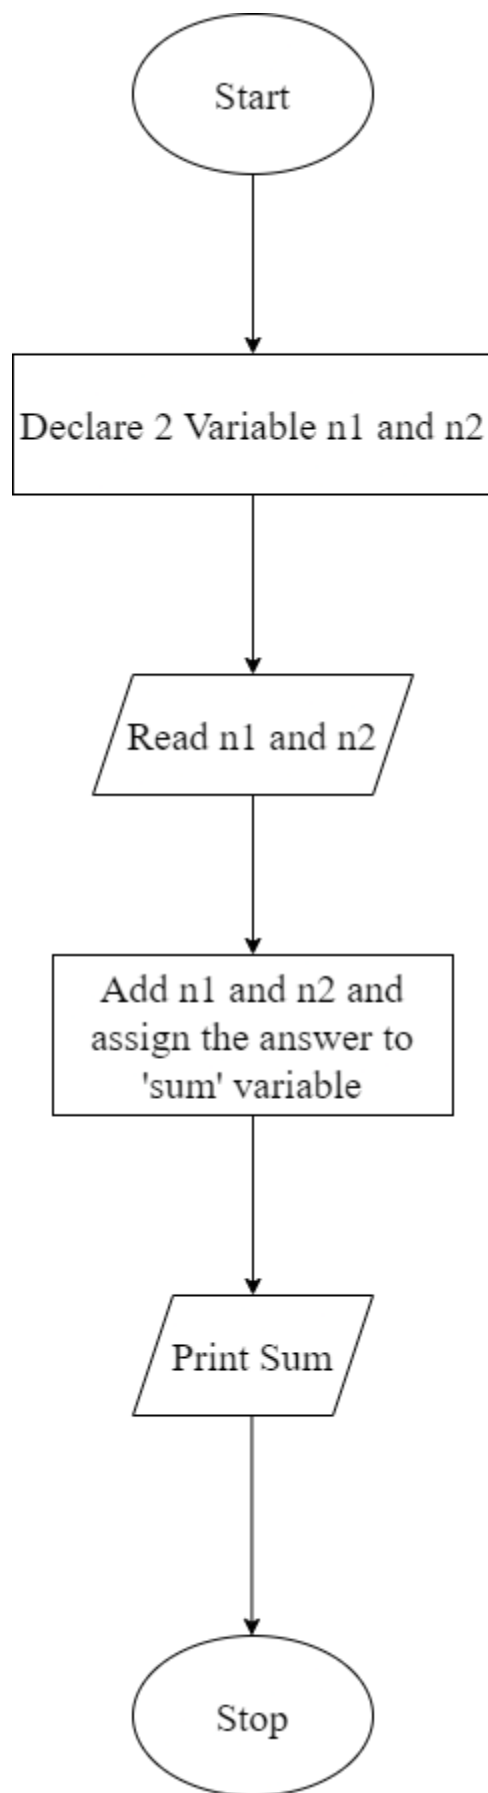 Start
Declare 2 Variable n1 and n2
Read n1 and n2
Add n1 and n2 and
assign the answer to
'sum' variable
Print Sum
Stop